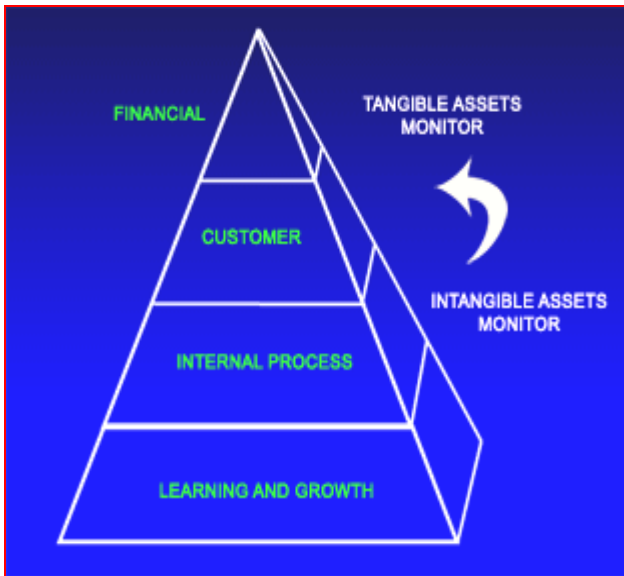 FINANCIAL
TANGIBLE ASSETS
MONITOR
CUSTOMER
INTANGIBLE ASSETS
MONITOR
INTERNAL PROCESS
LEARNING AND GROWTH